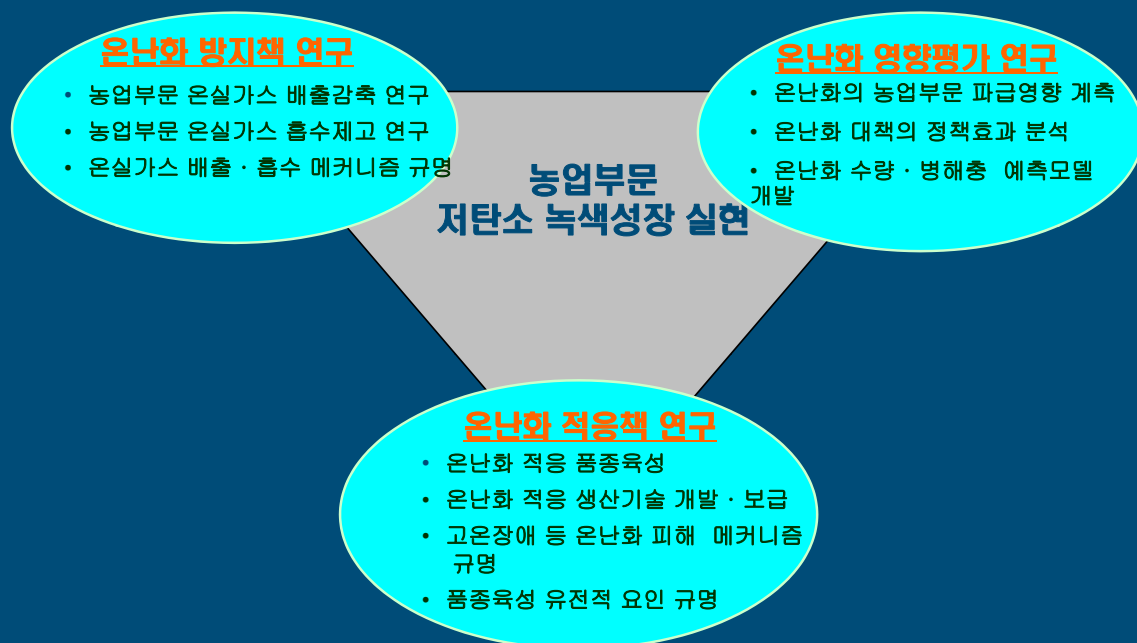 온난화 방지책 연구
• 농업부문 온실가스 배출감축 연구
• 농업부문 온실가스 흡수제고 연구
• 온실가스 배출 · 흡수 메커니즘 규명
온난화 영향평가 연구
• 온난화의 농업부문 파급영향 계측
• 온난화 대책의 정책효과 분석
• 온난화 수량 · 병해충 예측모델
개발
농업부문
저탄소 녹색성장 실현
온난화 적응책 연구
• 온난화 적응 품종육성
• 온난화 적응 생산기술 개발 · 보급
• 고온장애 등 온난화 피해 메커니즘
규명
• 품종육성 유전적 요인 규명